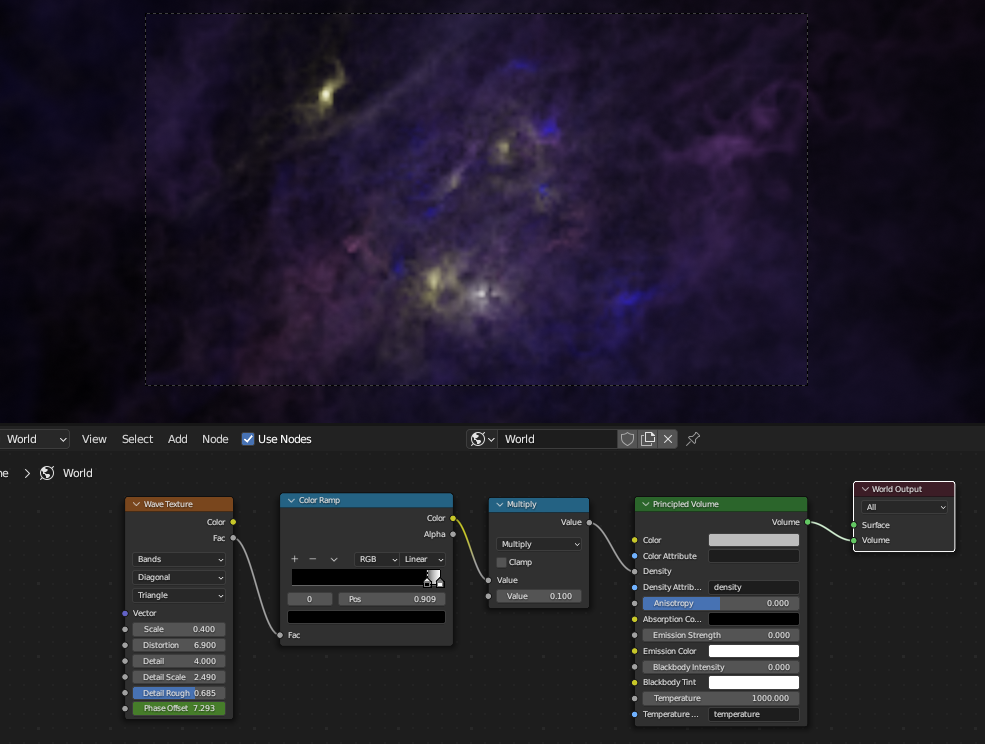 World View Select Add Node Use Nodes World
ne > World
Wave Texture
Color
Fac
Bands
Diagonal
Triangle
Vector
Scale 0.400
Distortion 6.900
Detail 4.000
Detail Scale 2.490
Detail Rough 0.685
Phase Offset 7.293
Color Ramp
Color
Alpha
+ − RGB Linear
0 Pos 0.909
Fac
Multiply
Value
Multiply
Clamp
Value
Value 0.100
Principled Volume
Volume
Color
Color Attribute
Density
Density Attrib... density
Anisotropy 0.000
Absorption Co...
Emission Strength 0.000
Emission Color
Blackbody Intensity 0.000
Blackbody Tint
Temperature 1000.000
Temperature ... temperature
World Output
All
Surface
Volume